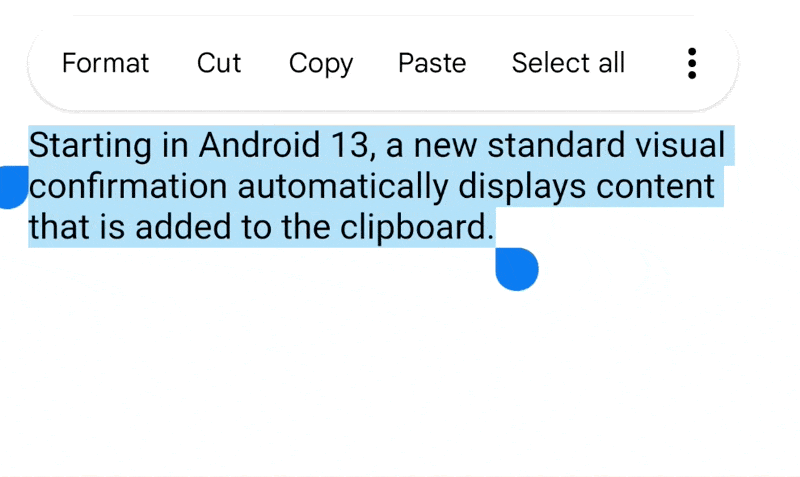 Format Cut Copy Paste Select all
Starting in Android 13, a new standard visual
confirmation automatically displays content
that is added to the clipboard.